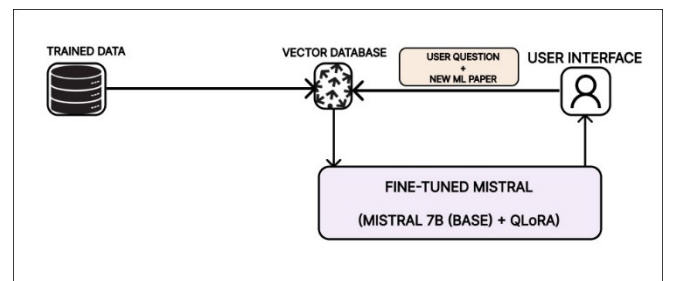 TRAINED DATA
VECTOR DATABASE
USER QUESTION
+
NEW ML PAPER
USER INTERFACE
FINE-TUNED MISTRAL
(MISTRAL 7B (BASE) + QLoRA)